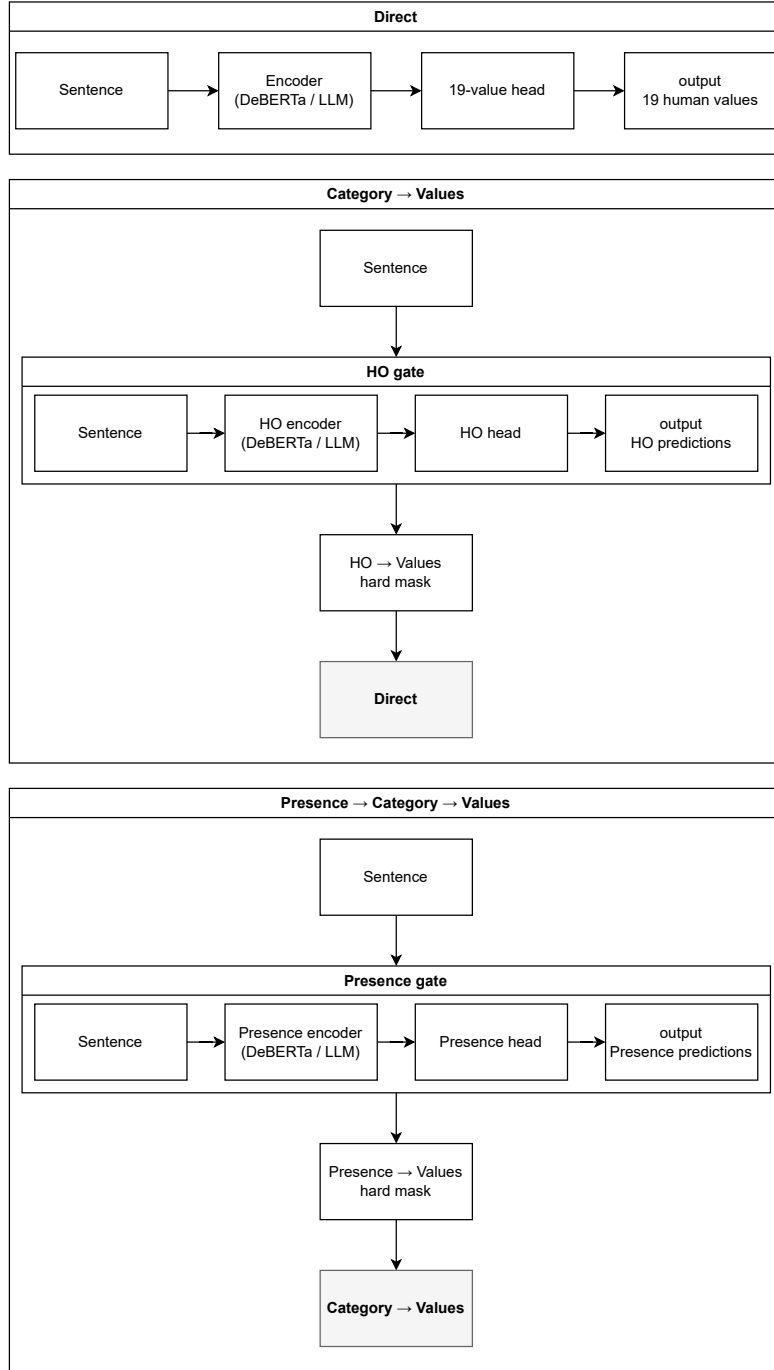 Direct
Sentence
Encoder
(DeBERTa / LLM)
19-value head
output
19 human values
Category → Values
Sentence
HO gate
Sentence
HO encoder
(DeBERTa / LLM)
HO head
output
HO predictions
HO → Values
hard mask
Direct
Presence → Category → Values
Sentence
Presence gate
Sentence
Presence encoder
(DeBERTa / LLM)
Presence head
output
Presence predictions
Presence → Values
hard mask
Category → Values